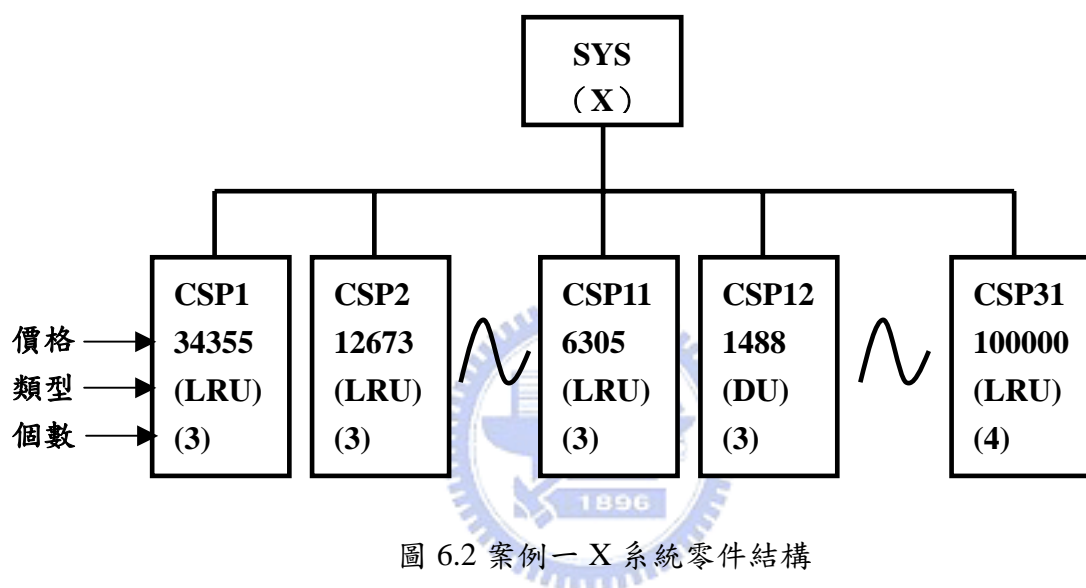 SYS
(X)
CSP1
34355
(LRU)
(3)
CSP2
12673
(LRU)
(3)
CSP11
6305
(LRU)
(3)
CSP12
1488
(DU)
(3)
CSP31
100000
(LRU)
(4)
價格
類型
個數
1896
圖 6.2 案例一 X 系統零件結構